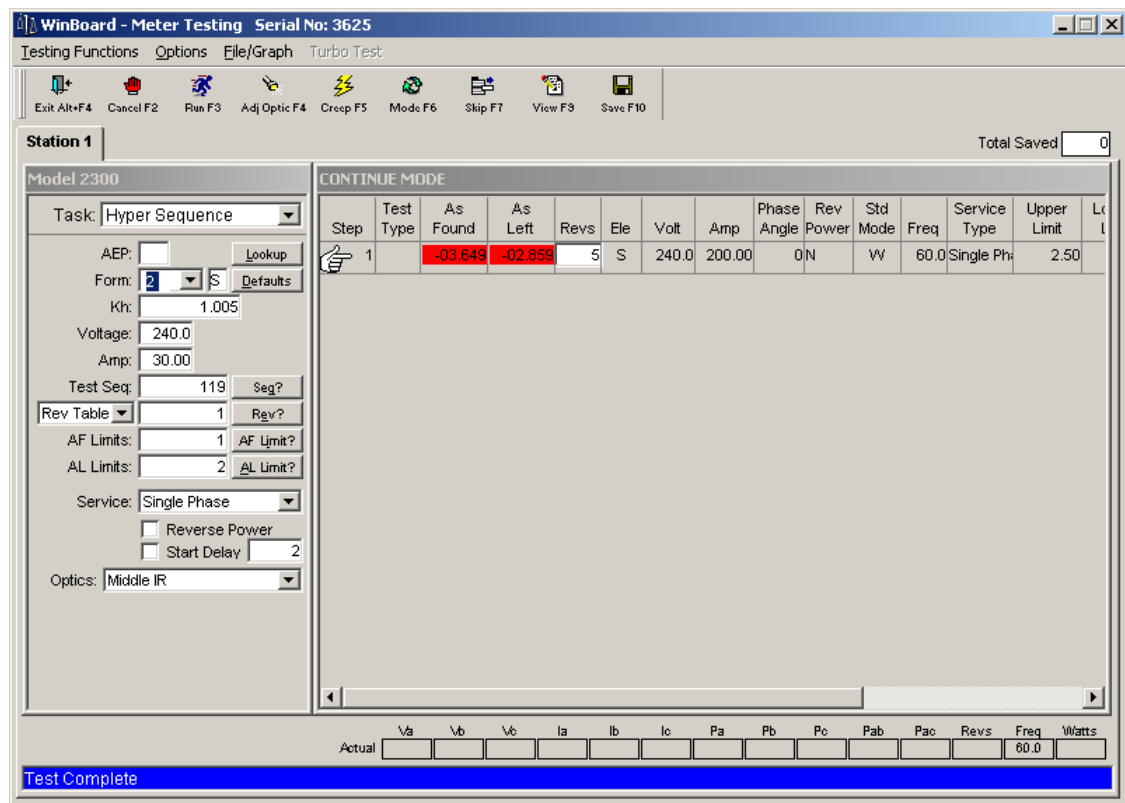 WinBoard - Meter Testing Serial No: 3625
Testing Functions Options File/Graph Turbo Test
Exit Alt+F4 Cancel F2 Run F3 Adj Optic F4 Creep F5 Mode F6 Skip F7 View F9 Save F10
Station 1
Total Saved 0
Model 2300
Task: Hyper Sequence
AEP: Lookup
Form: 2 S Defaults
Kh: 1.005
Voltage: 240.0
Amp: 30.00
Test Seq: 119 Seq?
Rev Table 1 Rev?
AF Limits: 1 AF Limit?
AL Limits: 2 AL Limit?
Service: Single Phase
Reverse Power
Start Delay 2
Optics: Middle IR
CONTINUE MODE
Step Test Type As Found As Left Revs Ele Volt Amp Phase Angle Rev Power Std Mode Freq Service Type Upper Limit
1 -03.649 -02.859 5 S 240.0 200.00 0 N W 60.0 Single Ph 2.50
Va Vb Vc Ia Ib Ic Pa Pb Pc Pab Pac Revs Freq Watts
Actual 60.0
Test Complete